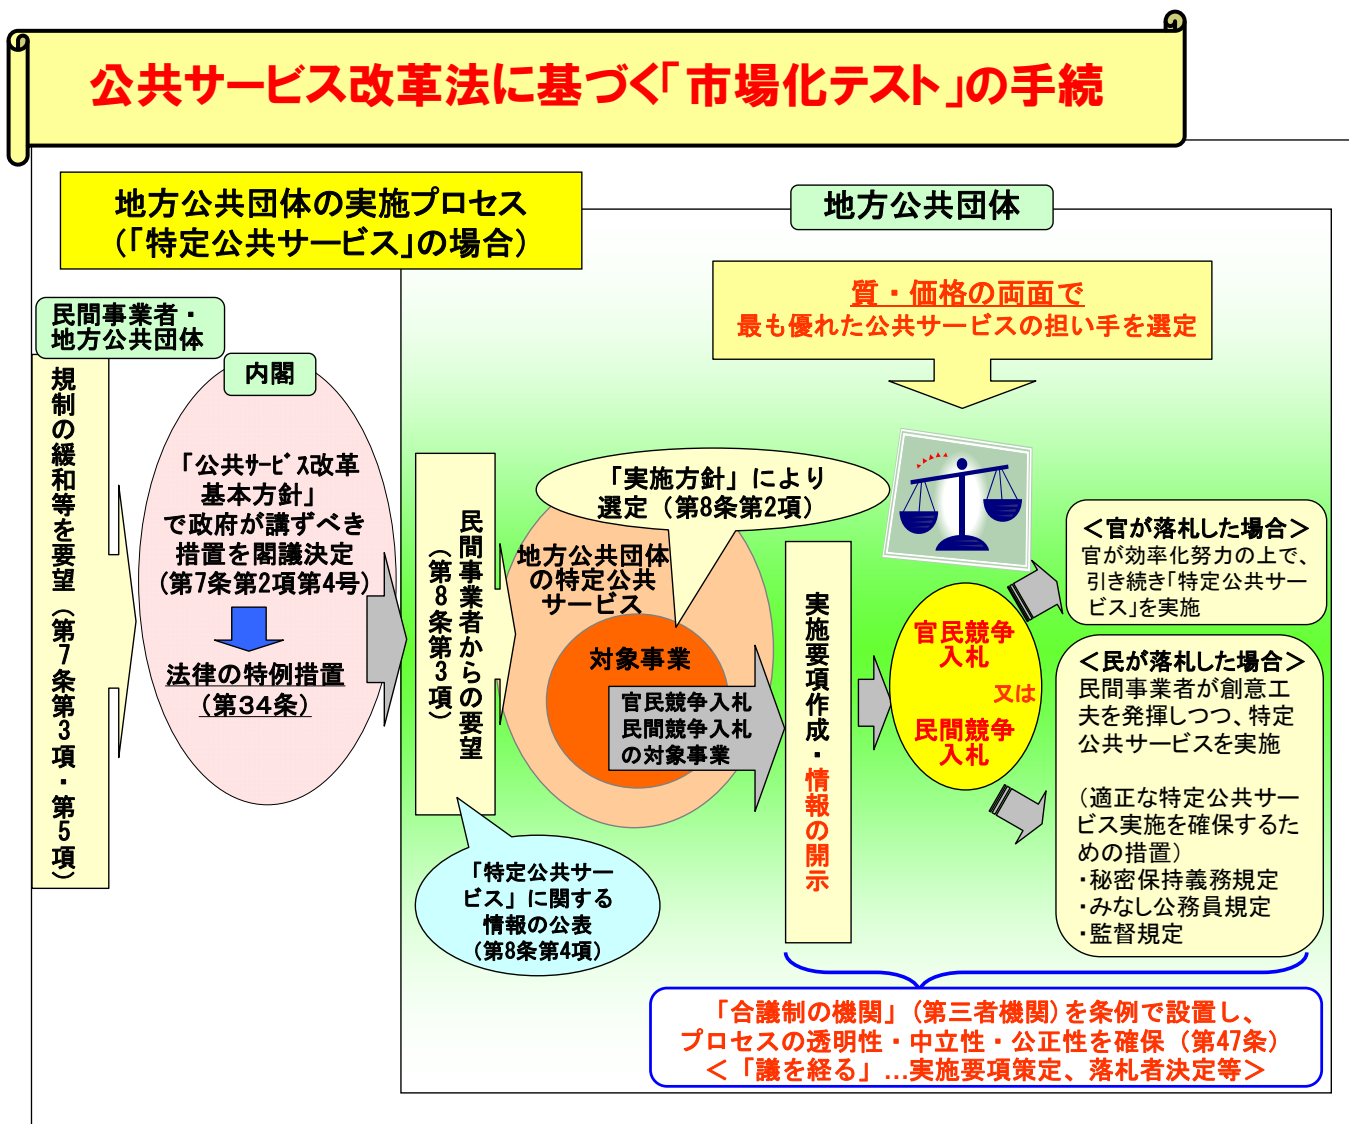 公共サービス改革法に基づく「市場化テスト」の手続
地方公共団体の実施プロセス
（「特定公共サービス」の場合）
地方公共団体
質・価格の両面で
最も優れた公共サービスの担い手を選定
民間事業者・
地方公共団体
規制の緩和等を要望（第7条第3項・第5項）
内閣
「公共ｻｰﾋﾞｽ改革
基本方針」
で政府が講ずべき
措置を閣議決定
(第7条第2項第4号)
法律の特例措置
（第34条）
民間事業者からの要望
（第8条第3項）
「特定公共サー
ビス」に関する
情報の公表
(第8条第4項)
「実施方針」により
選定（第8条第2項）
地方公共団体
の特定公共
サービス
対象事業
官民競争入札
民間競争入札
の対象事業
実施要項作成・情報の開示
官民競争
入札
又は
民間競争
入札
＜官が落札した場合＞
官が効率化努力の上で、
引き続き「特定公共サー
ビス」を実施
＜民が落札した場合＞
民間事業者が創意工
夫を発揮しつつ、特定
公共サービスを実施
（適正な特定公共サー
ビス実施を確保するた
めの措置）
・秘密保持義務規定
・みなし公務員規定
・監督規定
「合議制の機関」(第三者機関)を条例で設置し、
プロセスの透明性・中立性・公正性を確保（第47条）
＜「議を経る」…実施要項策定、落札者決定等＞